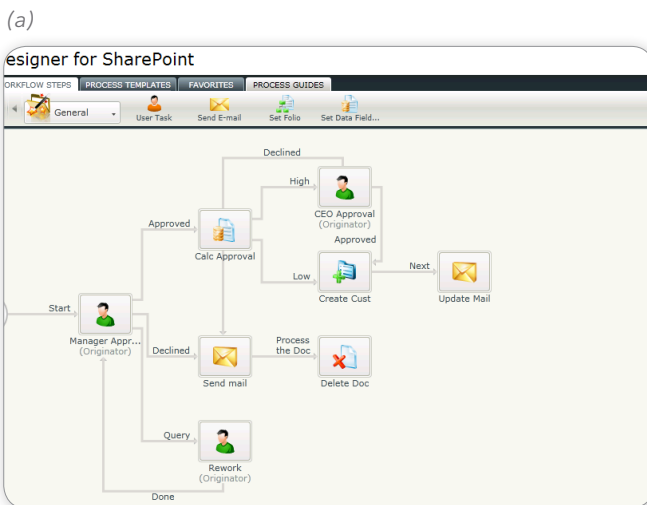 (a)
esigner for SharePoint
ORKFLOW STEPS PROCESS TEMPLATES FAVORITES PROCESS GUIDES
General User Task Send E-mail Set Folio Set Data Field...
Declined
High
CEO Approval
(Originator)
Approved
Approved
Calc Approval
Low
Next
Create Cust
Update Mail
Start
Manager Appr...
(Originator)
Declined
Process
the Doc
Send mail
Delete Doc
Query
Rework
(Originator)
Done